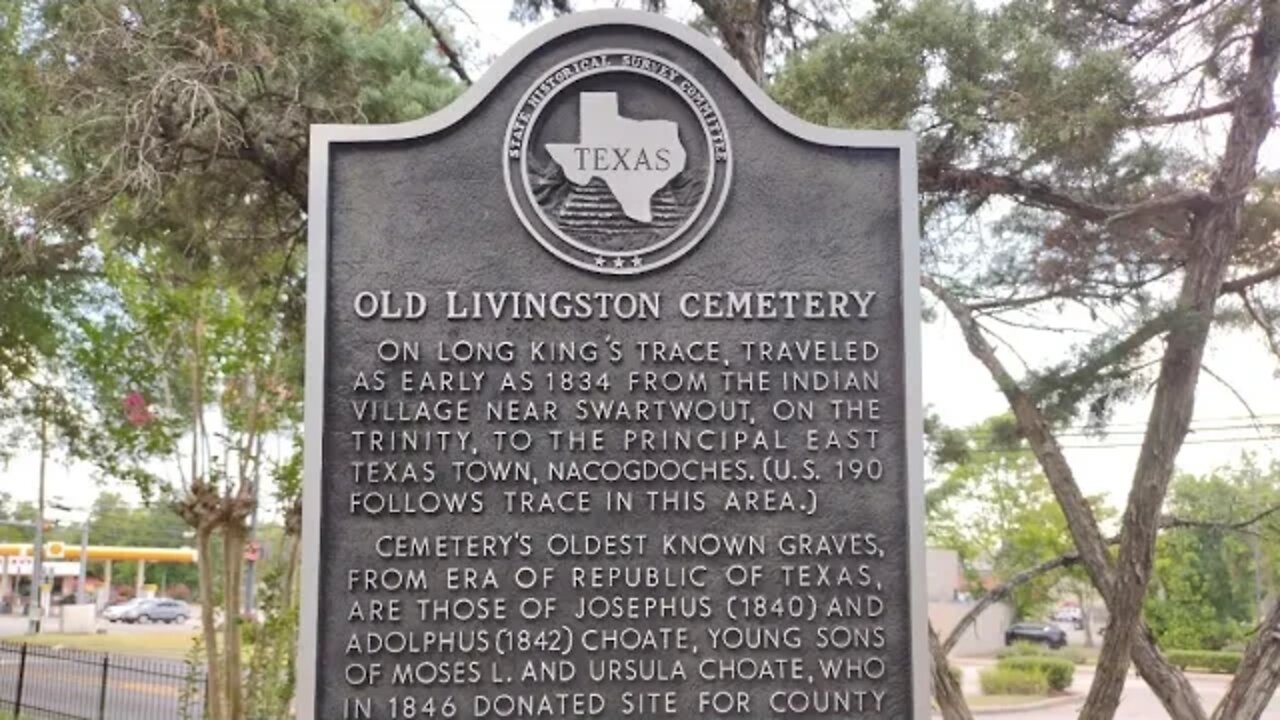 STATE HISTORICAL SURVEY COMMITTEE
TEXAS
OLD LIVINGSTON CEMETERY
ON LONG KING'S TRACE, TRAVELED
AS EARLY AS 1834 FROM THE INDIAN
VILLAGE NEAR SWARTWOUT, ON THE
TRINITY, TO THE PRINCIPAL EAST
TEXAS TOWN, NACOGDOCHES. (U.S. 190
FOLLOWS TRACE IN THIS AREA.)
CEMETERY'S OLDEST KNOWN GRAVES,
FROM ERA OF REPUBLIC OF TEXAS,
ARE THOSE OF JOSEPHUS (1840) AND
ADOLPHUS (1842) CHOATE, YOUNG SONS
OF MOSES L. AND URSULA CHOATE, WHO
IN 1846 DONATED SITE FOR COUNTY